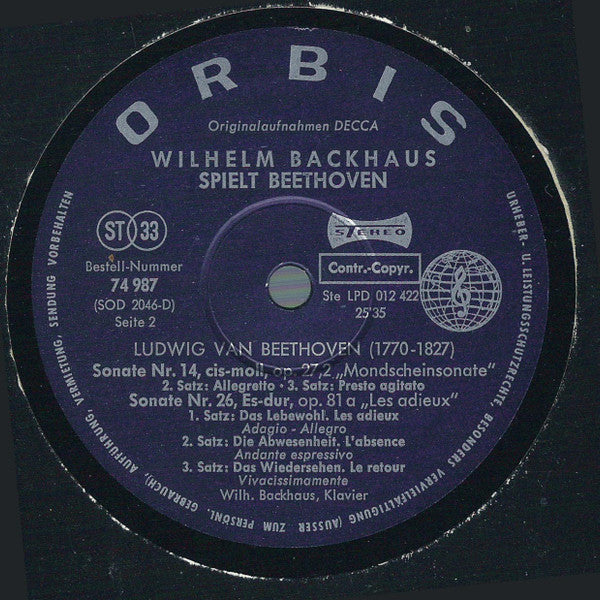 ORBIS
Originalaufnahmen DECCA
WILHELM BACKHAUS
SPIELT BEETHOVEN
ST 33
Bestell-Nummer
74 987
(SOD 2046-D)
Seite 2
STEREO
Contr.-Copyr.
Ste LPD 012 422
25'35
LUDWIG VAN BEETHOVEN (1770-1827)
Sonate Nr. 14, cis-moll, op. 27,2 „Mondscheinsonate”
2. Satz: Allegretto · 3. Satz: Presto agitato
Sonate Nr. 26, Es-dur, op. 81a „Les adieux”
1. Satz: Das Lebewohl. Les adieux
Adagio - Allegro
2. Satz: Die Abwesenheit. L'absence
Andante espressivo
3. Satz: Das Wiedersehen. Le retour
Vivacissimamente
Wilh. Backhaus, Klavier
URHEBER- U. LEISTUNGSSCHUTZRECHTE, BESONDERS VERVIELFÄLTIGUNG (AUSSER ZUM PERSÖNL. GEBRAUCH), AUFFÜHRUNG, VERMIETUNG, SENDUNG VORBEHALTEN